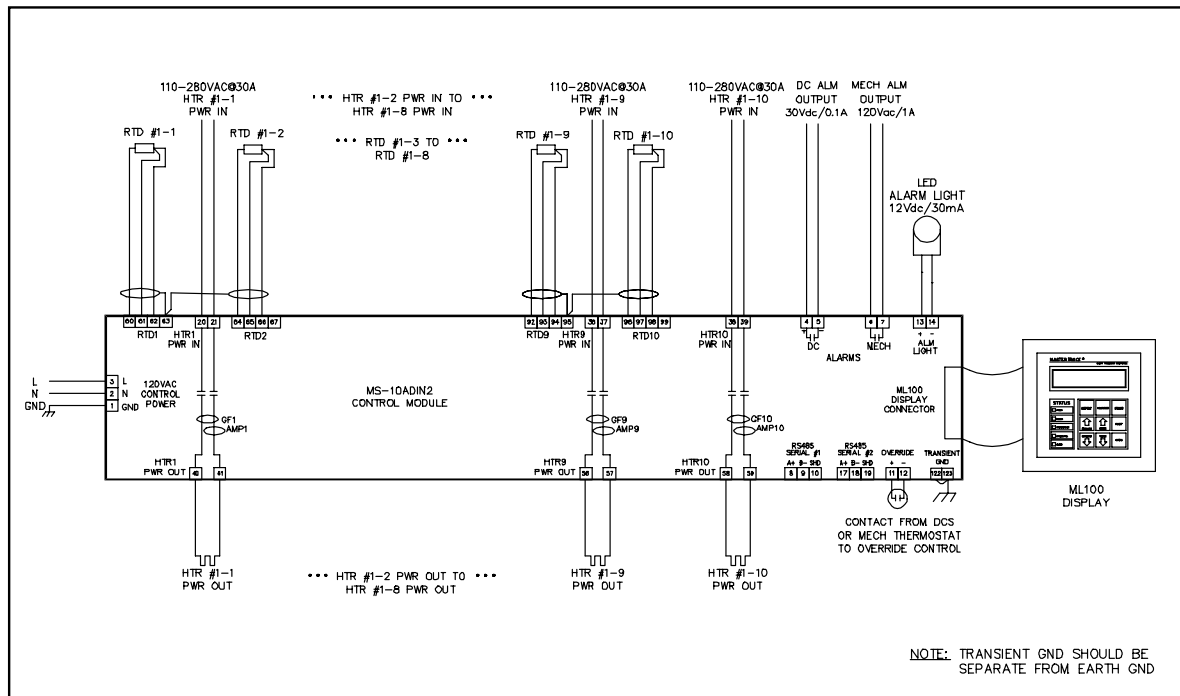 110-280VAC@30A
HTR #1-1
PWR IN
••• HTR #1-2 PWR IN TO •••
HTR #1-8 PWR IN
110-280VAC@30A
HTR #1-9
PWR IN
110-280VAC@30A
HTR #1-10
PWR IN
DC ALM
OUTPUT
30Vdc/0.1A
MECH ALM
OUTPUT
120Vac/1A
RTD #1-1
RTD #1-2
••• RTD #1-3 TO •••
RTD #1-8
RTD #1-9
RTD #1-10
LED
ALARM LIGHT
12Vdc/30mA
60 61 62 63
20 21
64 65 66 67
92 93 94 95
36 37
96 97 98 99
38 39
4 5
6 7
13 14
RTD1
HTR1
PWR IN
RTD2
RTD9
HTR9
PWR IN
RTD10
HTR10
PWR IN
+ DC
MECH
ALARMS
+ -
ALM
LIGHT
L
N
GND
3 L
2 N
1 GND
120VAC
CONTROL
POWER
MS-10ADIN2
CONTROL MODULE
ML100
DISPLAY
CONNECTOR
STATUS
GF1
AMP1
GF9
AMP9
GF10
AMP10
HTR1
PWR OUT
40 41
HTR9
PWR OUT
56 57
HTR10
PWR OUT
58 59
RS485
SERIAL #1
A+ B- SHD
8 9 10
RS485
SERIAL #2
A+ B- SHD
17 18 19
OVERRIDE
+ -
11 12
TRANSIENT
GND
122 123
ML100
DISPLAY
CONTACT FROM DCS
OR MECH THERMOSTAT
TO OVERRIDE CONTROL
HTR #1-1
PWR OUT
••• HTR #1-2 PWR OUT TO •••
HTR #1-8 PWR OUT
HTR #1-9
PWR OUT
HTR #1-10
PWR OUT
NOTE: TRANSIENT GND SHOULD BE
SEPARATE FROM EARTH GND